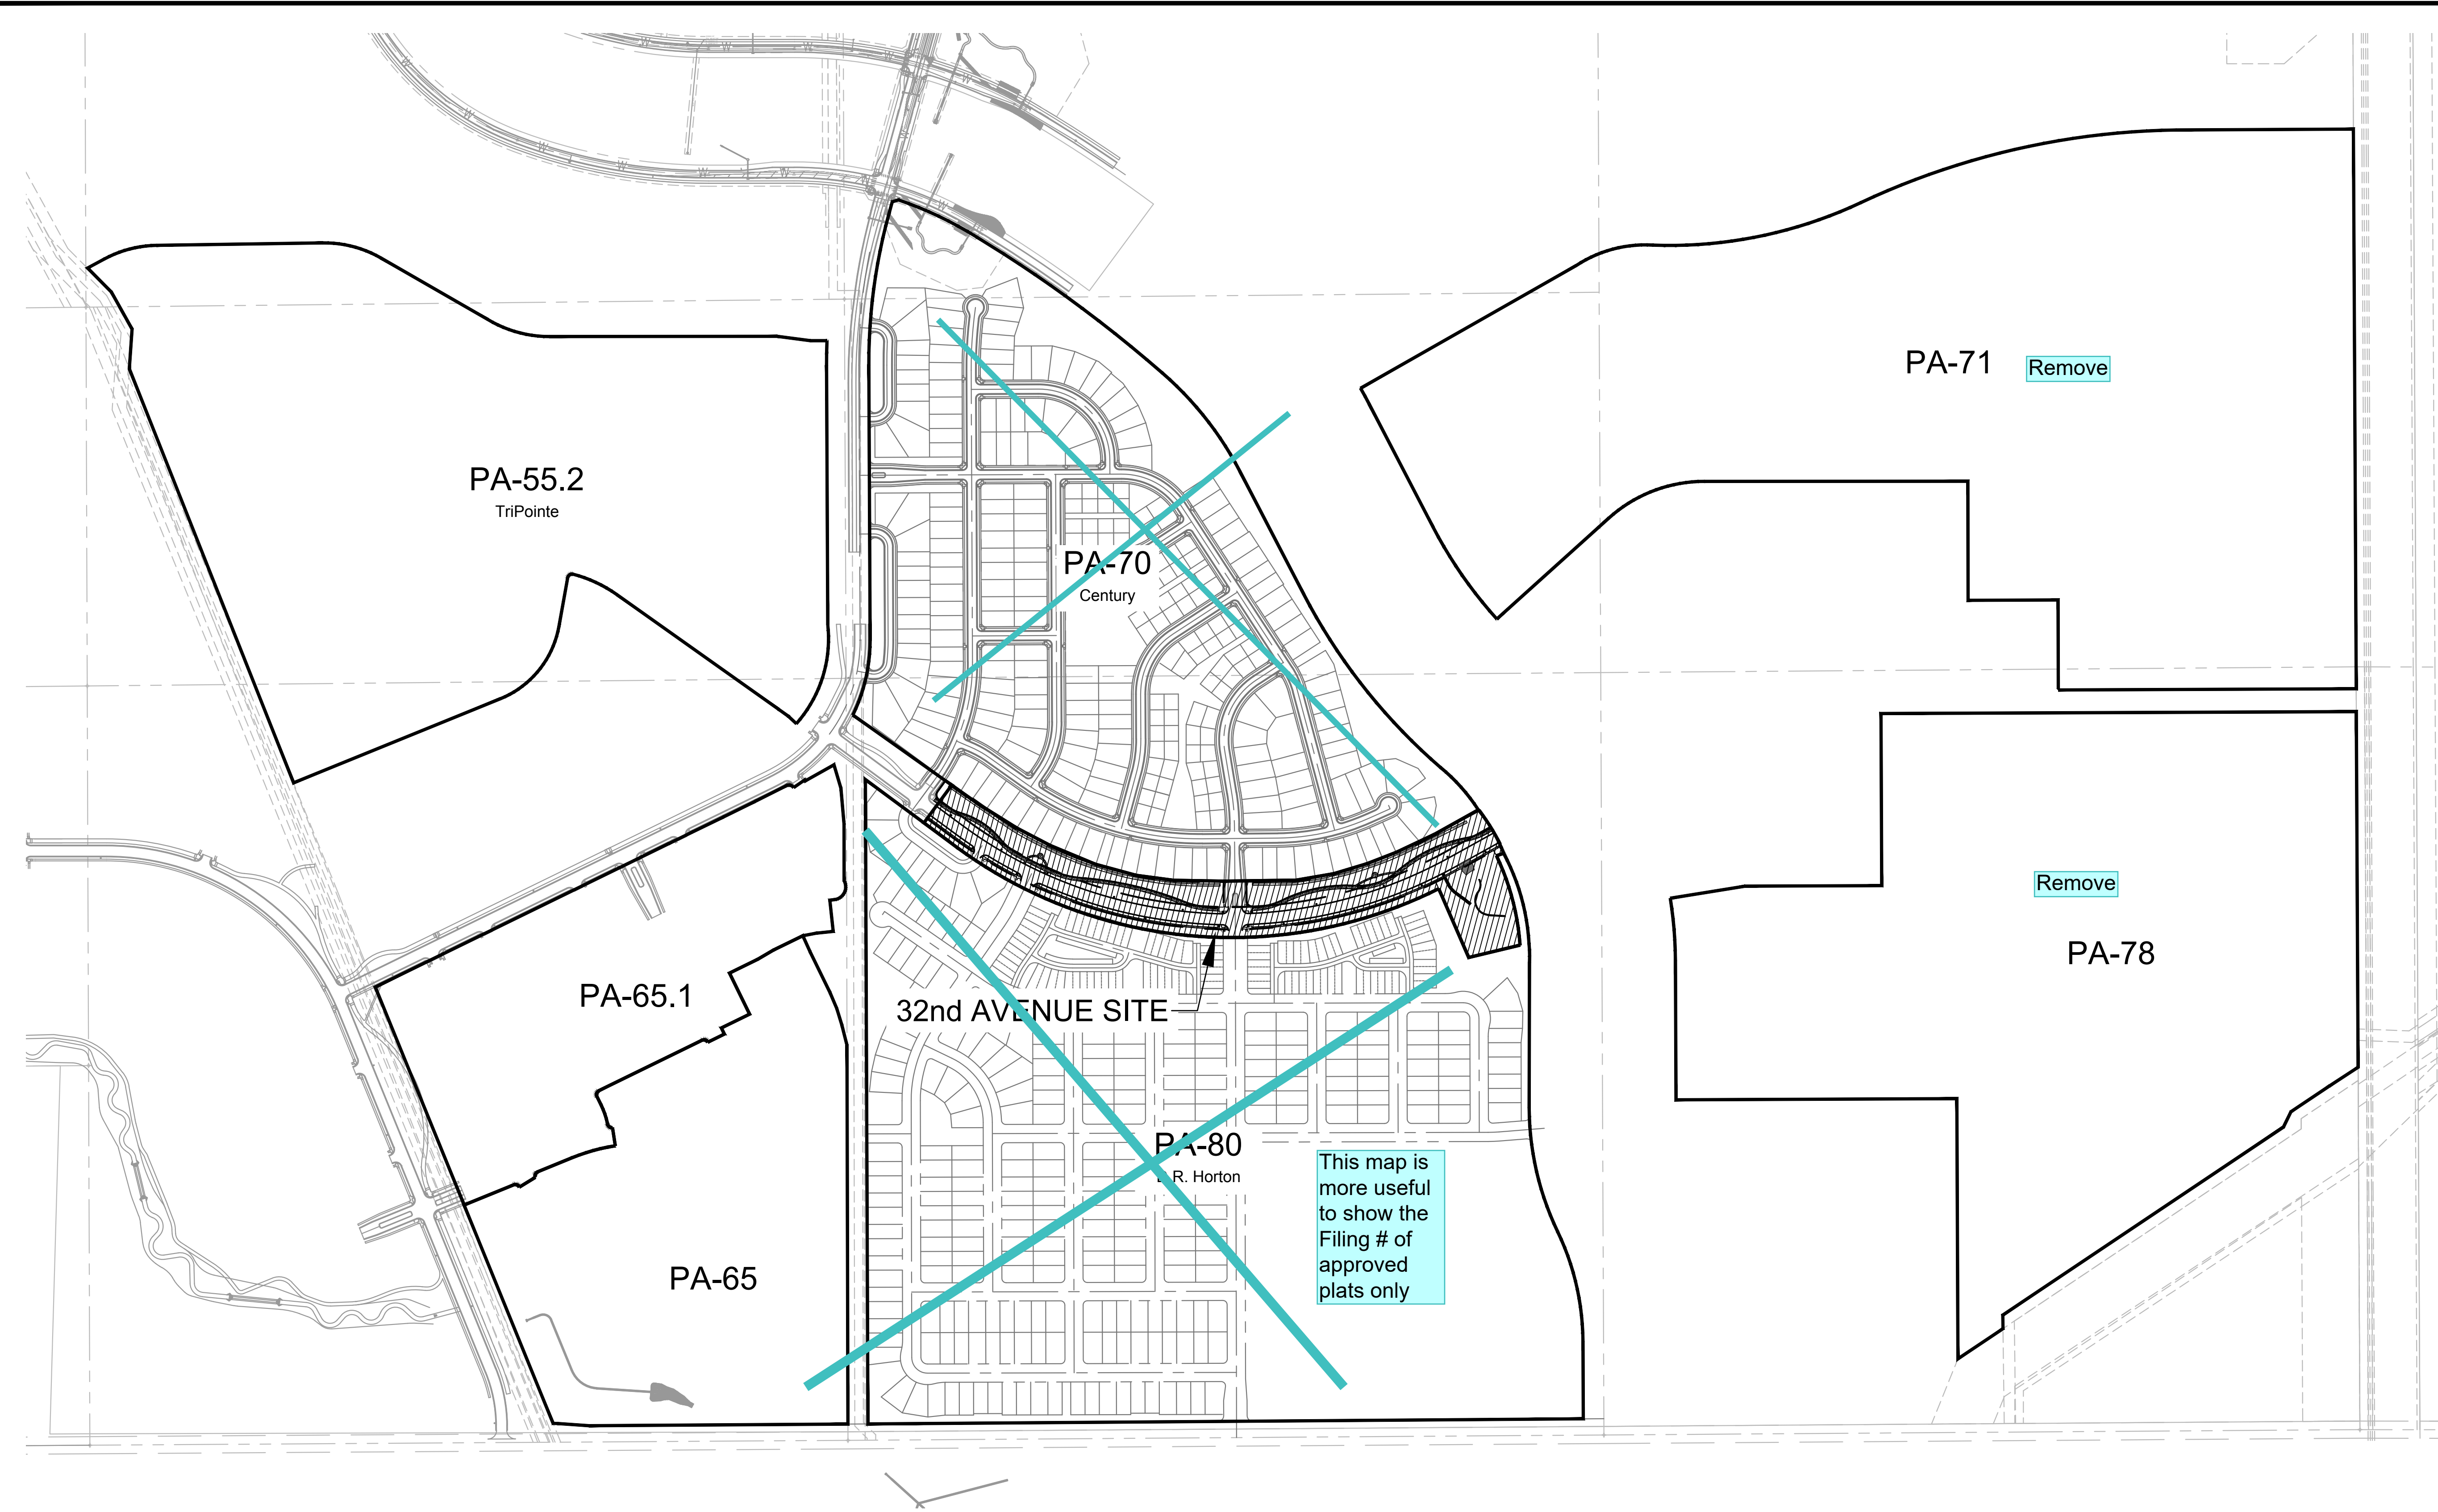 PA-71
Remove
PA-55.2
TriPointe
PA-70
Century
Remove
PA-78
PA-65.1
32nd AVENUE SITE
PA-80
R. Horton
This map is
more useful
to show the
Filing # of
approved
plats only
PA-65
W
W
W
W
W
W
W
W
W
W
W
W